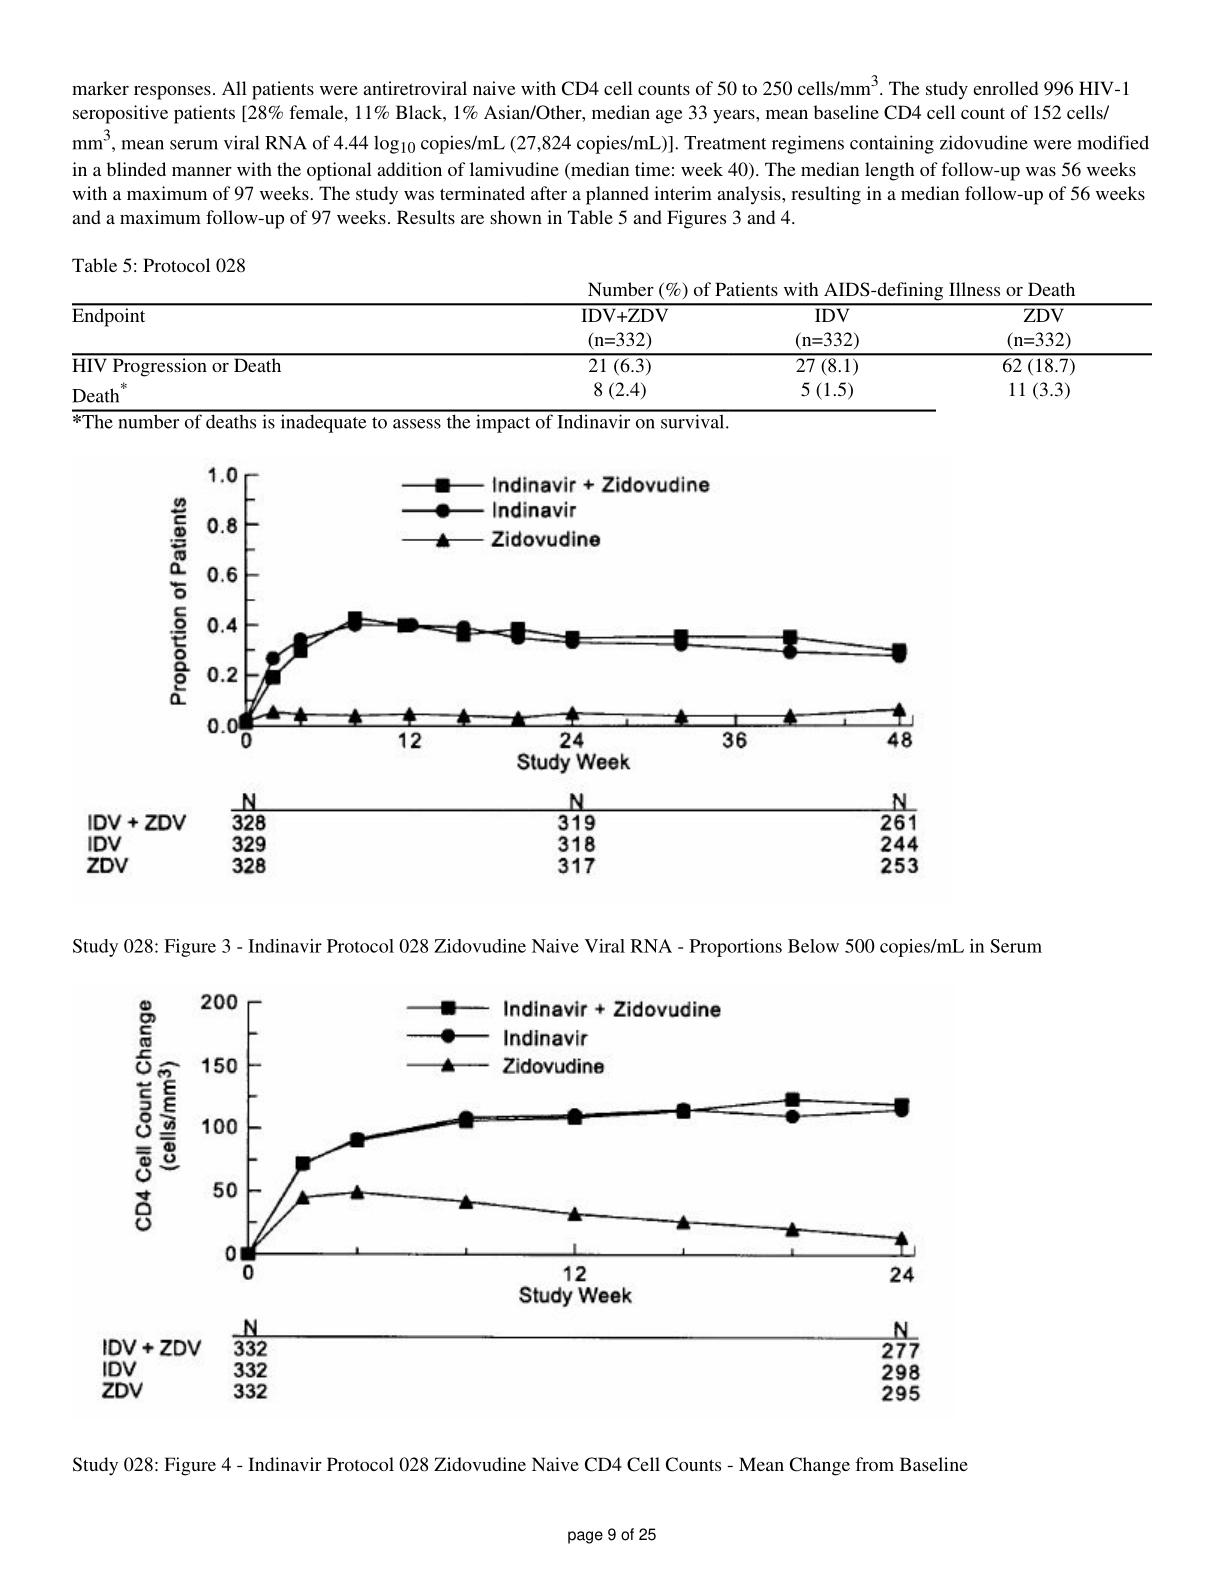 marker responses. All patients were antiretroviral naive with CD4 cell counts of 50 to 250 cells/mm3. The study enrolled 996 HIV-1
seropositive patients [28% female, 11% Black, 1% Asian/Other, median age 33 years, mean baseline CD4 cell count of 152 cells/
mm3, mean serum viral RNA of 4.44 log10 copies/mL (27,824 copies/mL)]. Treatment regimens containing zidovudine were modified
in a blinded manner with the optional addition of lamivudine (median time: week 40). The median length of follow-up was 56 weeks
with a maximum of 97 weeks. The study was terminated after a planned interim analysis, resulting in a median follow-up of 56 weeks
and a maximum follow-up of 97 weeks. Results are shown in Table 5 and Figures 3 and 4.
Table 5: Protocol 028
Number (%) of Patients with AIDS-defining Illness or Death
Endpoint IDV+ZDV IDV ZDV
(n=332) (n=332) (n=332)
HIV Progression or Death 21 (6.3) 27 (8.1) 62 (18.7)
Death* 8 (2.4) 5 (1.5) 11 (3.3)
*The number of deaths is inadequate to assess the impact of Indinavir on survival.
Proportion of Patients
1.0
0.8
0.6
0.4
0.2
0.0
Indinavir + Zidovudine
Indinavir
Zidovudine
0 12 24 36 48
Study Week
N N N
IDV + ZDV 328 319 261
IDV 329 318 244
ZDV 328 317 253
Study 028: Figure 3 - Indinavir Protocol 028 Zidovudine Naive Viral RNA - Proportions Below 500 copies/mL in Serum
CD4 Cell Count Change
(cells/mm3)
200
150
100
50
0
Indinavir + Zidovudine
Indinavir
Zidovudine
0 12 24
Study Week
N N
IDV + ZDV 332 277
IDV 332 298
ZDV 332 295
Study 028: Figure 4 - Indinavir Protocol 028 Zidovudine Naive CD4 Cell Counts - Mean Change from Baseline
page 9 of 25